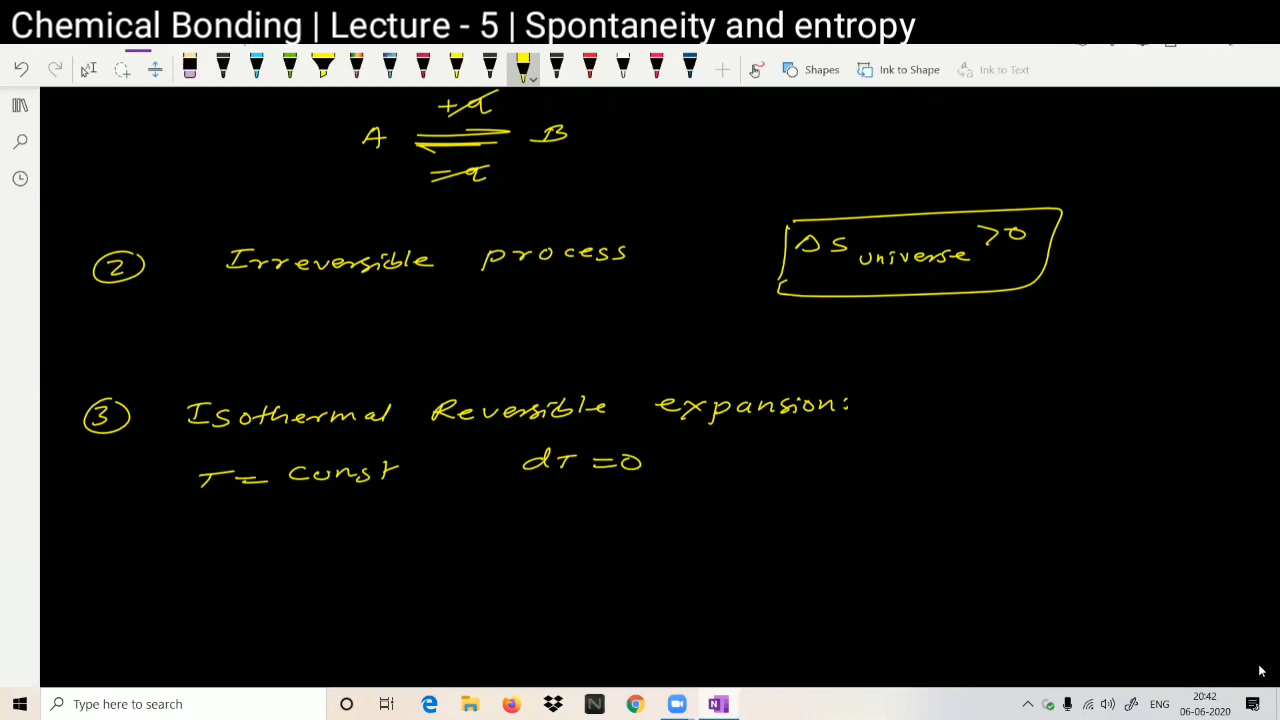 Chemical Bonding | Lecture - 5 | Spontaneity and entropy
Shapes Ink to Shape Ink to Text
+q
A ⇌ B
-q
② Irreversible process ΔS universe >0
③ Isothermal Reversible expansion:
T = const dT = 0
Type here to search
ENG 20:42
06-06-2020